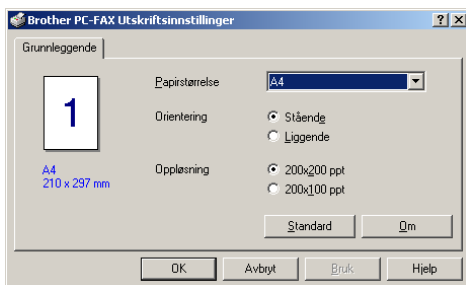 Brother PC-FAX Utskriftsinnstillinger
Grunnleggende
Papirstørrelse A4
1
Orientering Stående
Liggende
A4 Oppløsning 200x200 ppt
210 x 297 mm 200x100 ppt
Standard Om
OK Avbryt Bruk Hjelp